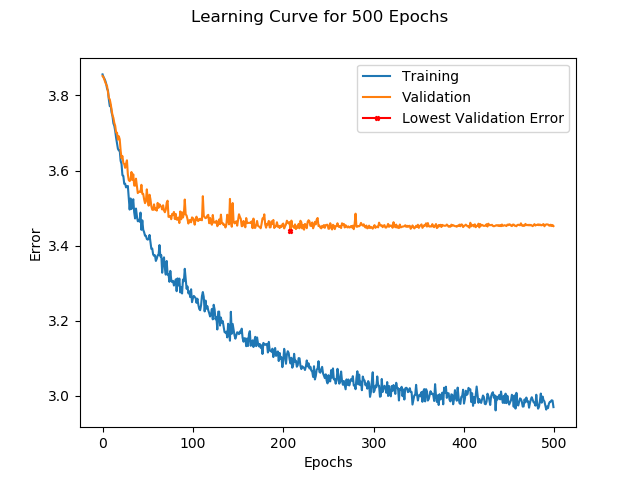 Learning Curve for 500 Epochs
Training
Validation
Lowest Validation Error
3.8
3.6
3.4
3.2
3.0
Error
0 100 200 300 400 500
Epochs